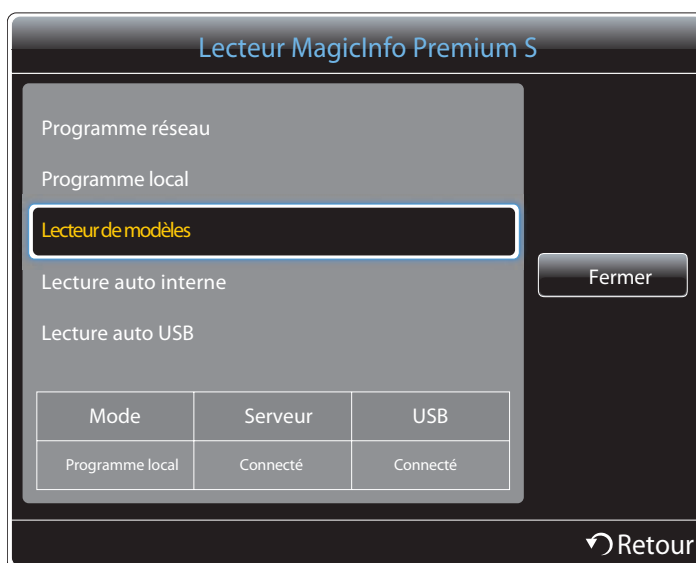 Lecteur MagicInfo Premium S
Programme réseau
Programme local
Lecteur de modèles
Lecture auto interne
Lecture auto USB
Fermer
Mode Serveur USB
Programme local Connecté Connecté
Retour